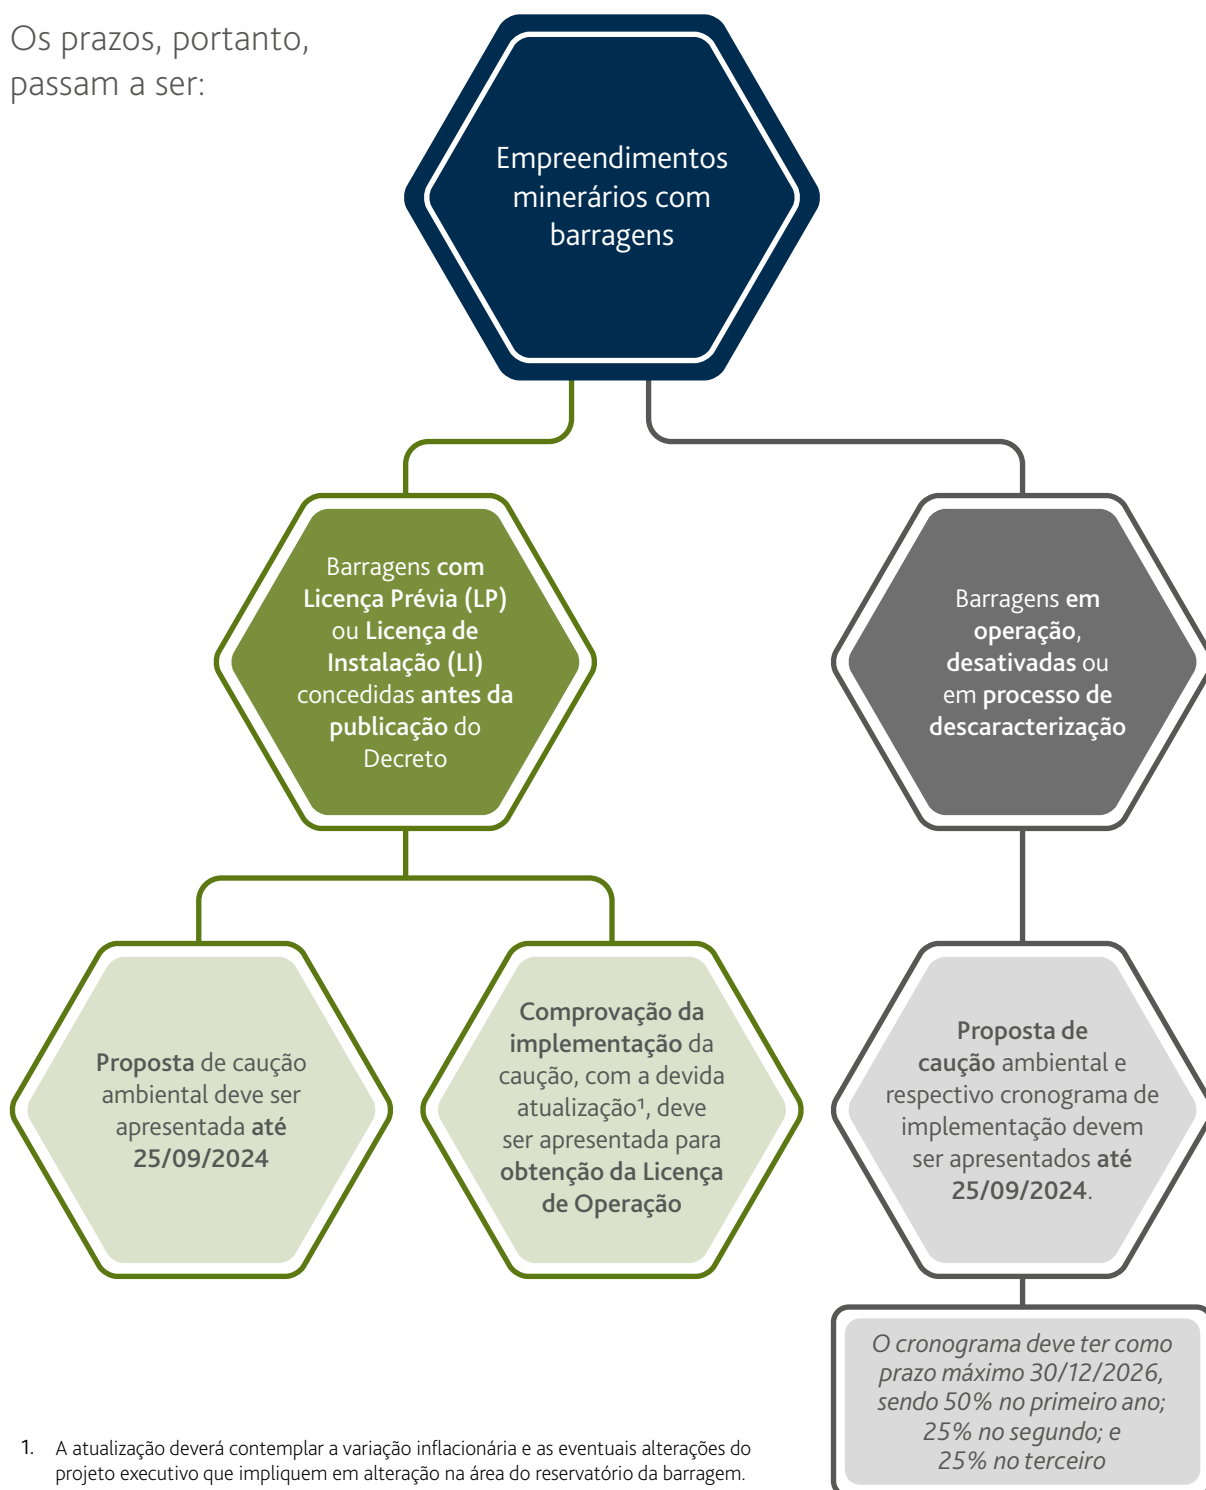 Os prazos, portanto,
passam a ser:
Empreendimentos
minerários com
barragens
Barragens com
Licença Prévia (LP)
ou Licença de
Instalação (LI)
concedidas antes da
publicação do
Decreto
Barragens em
operação,
desativadas ou
em processo de
descaracterização
Proposta de caução
ambiental deve ser
apresentada até
25/09/2024
Comprovação da
implementação da
caução, com a devida
atualização¹, deve
ser apresentada para
obtenção da Licença
de Operação
Proposta de
caução ambiental e
respectivo cronograma de
implementação devem
ser apresentados até
25/09/2024.
O cronograma deve ter como
prazo máximo 30/12/2026,
sendo 50% no primeiro ano;
25% no segundo; e
25% no terceiro
1. A atualização deverá contemplar a variação inflacionária e as eventuais alterações do
projeto executivo que impliquem em alteração na área do reservatório da barragem.